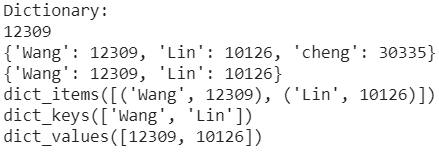 Dictionary:
12309
{'Wang': 12309, 'Lin': 10126, 'cheng': 30335}
{'Wang': 12309, 'Lin': 10126}
dict_items([('Wang', 12309), ('Lin', 10126)])
dict_keys(['Wang', 'Lin'])
dict_values([12309, 10126])